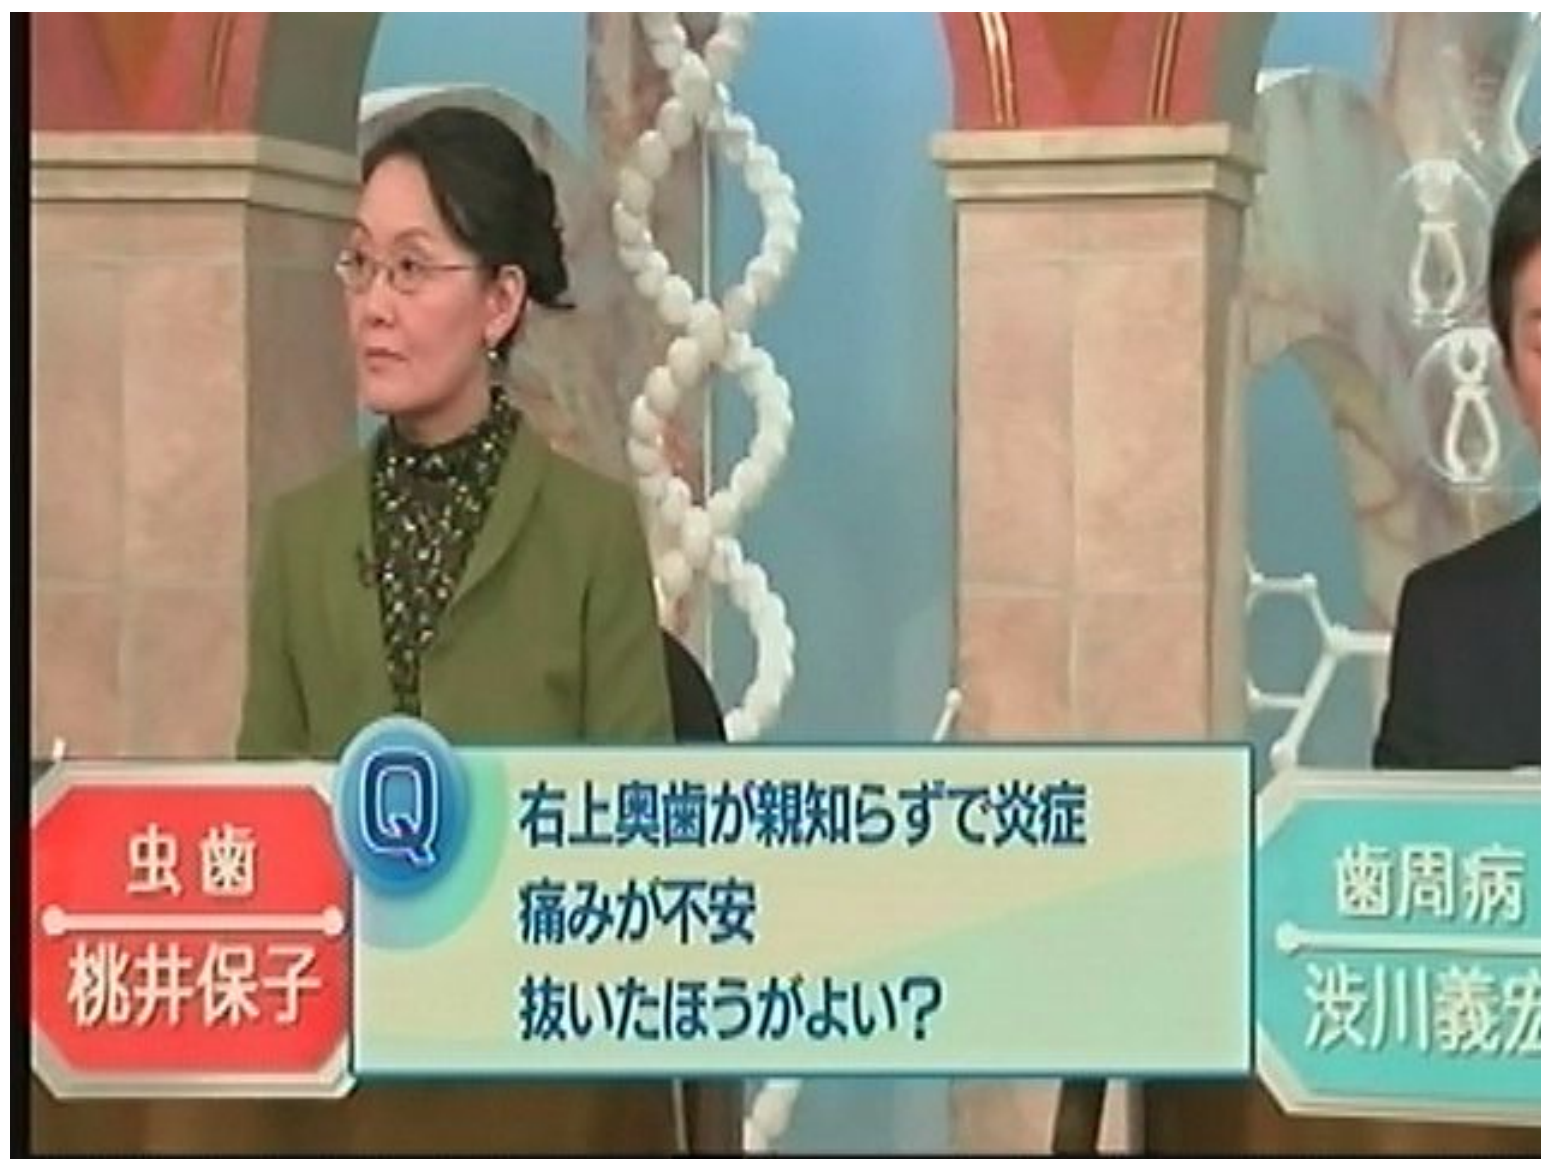 虫歯
桃井保子
Q
右上奥歯が親知らずで炎症
痛みが不安
抜いたほうがよい?
歯周病
渋川義宏